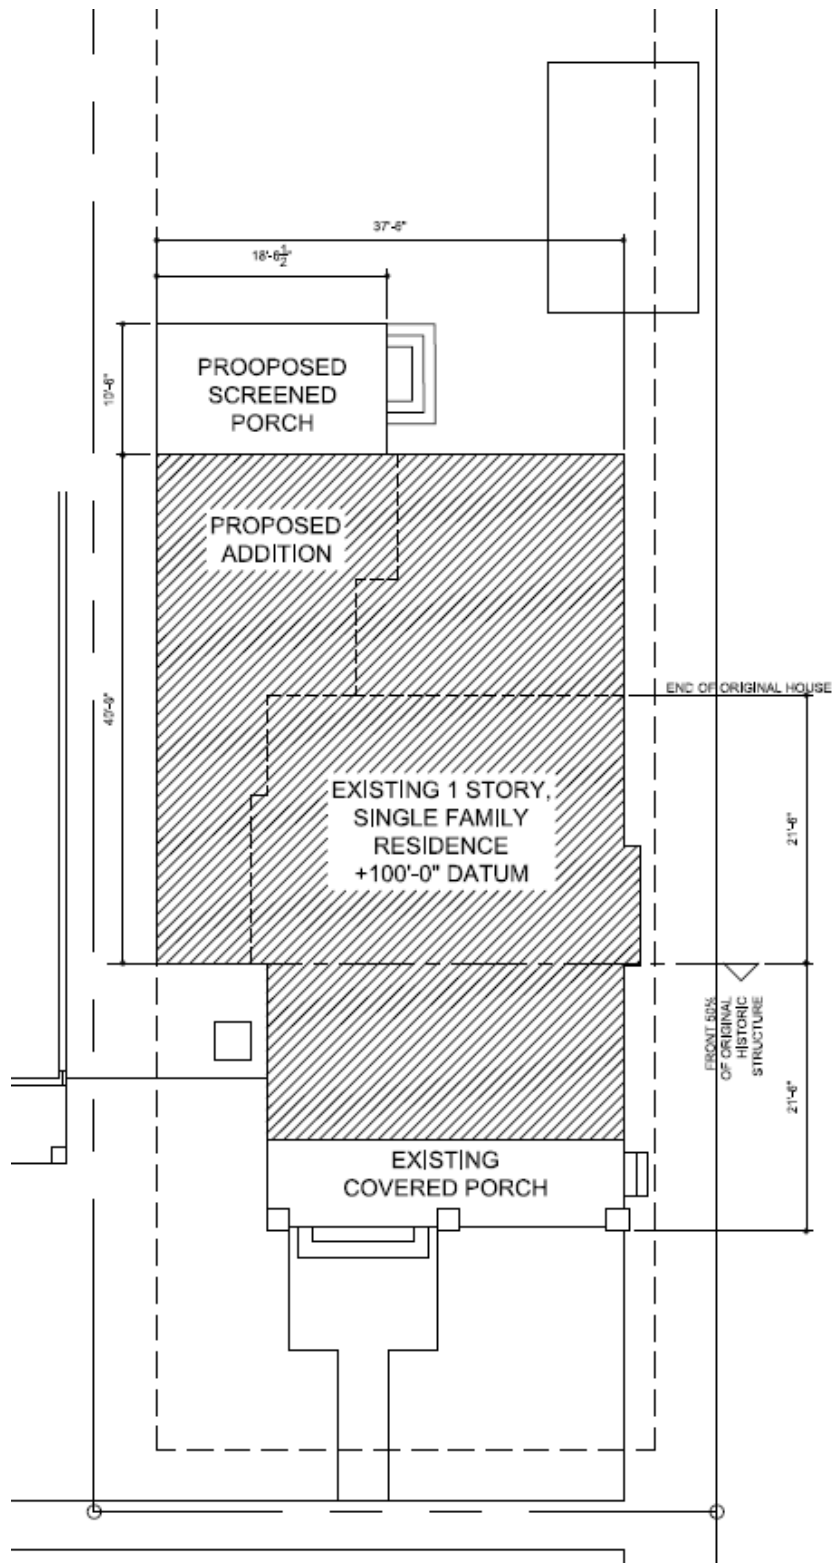 37'-6"
18'-6 1/2"
10'-6"
PROOPOSED
SCREENED
PORCH
PROPOSED
ADDITION
40'-9"
END OF ORIGINAL HOUSE
EXISTING 1 STORY,
SINGLE FAMILY
RESIDENCE
+100'-0" DATUM
21'-6"
FRONT 50%
OF ORIGINAL
HISTORIC
STRUCTURE
21'-6"
EXISTING
COVERED PORCH